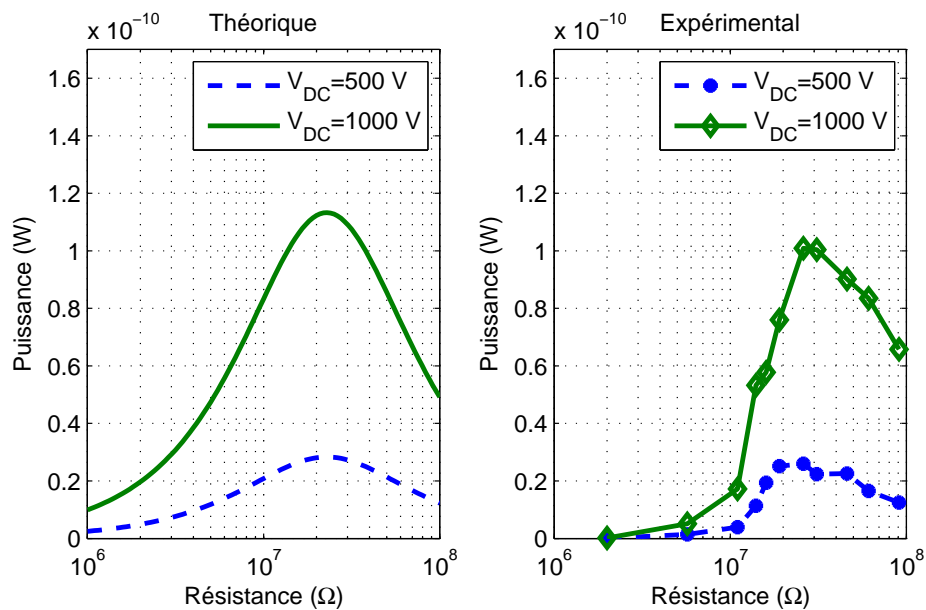 Théorique
x 10^-10
V_DC=500 V
V_DC=1000 V
1.6
1.4
1.2
1
0.8
0.6
0.4
0.2
0
10^6
10^7
10^8
Puissance (W)
Résistance (Ω)
Expérimental
x 10^-10
V_DC=500 V
V_DC=1000 V
1.6
1.4
1.2
1
0.8
0.6
0.4
0.2
0
10^6
10^7
10^8
Puissance (W)
Résistance (Ω)